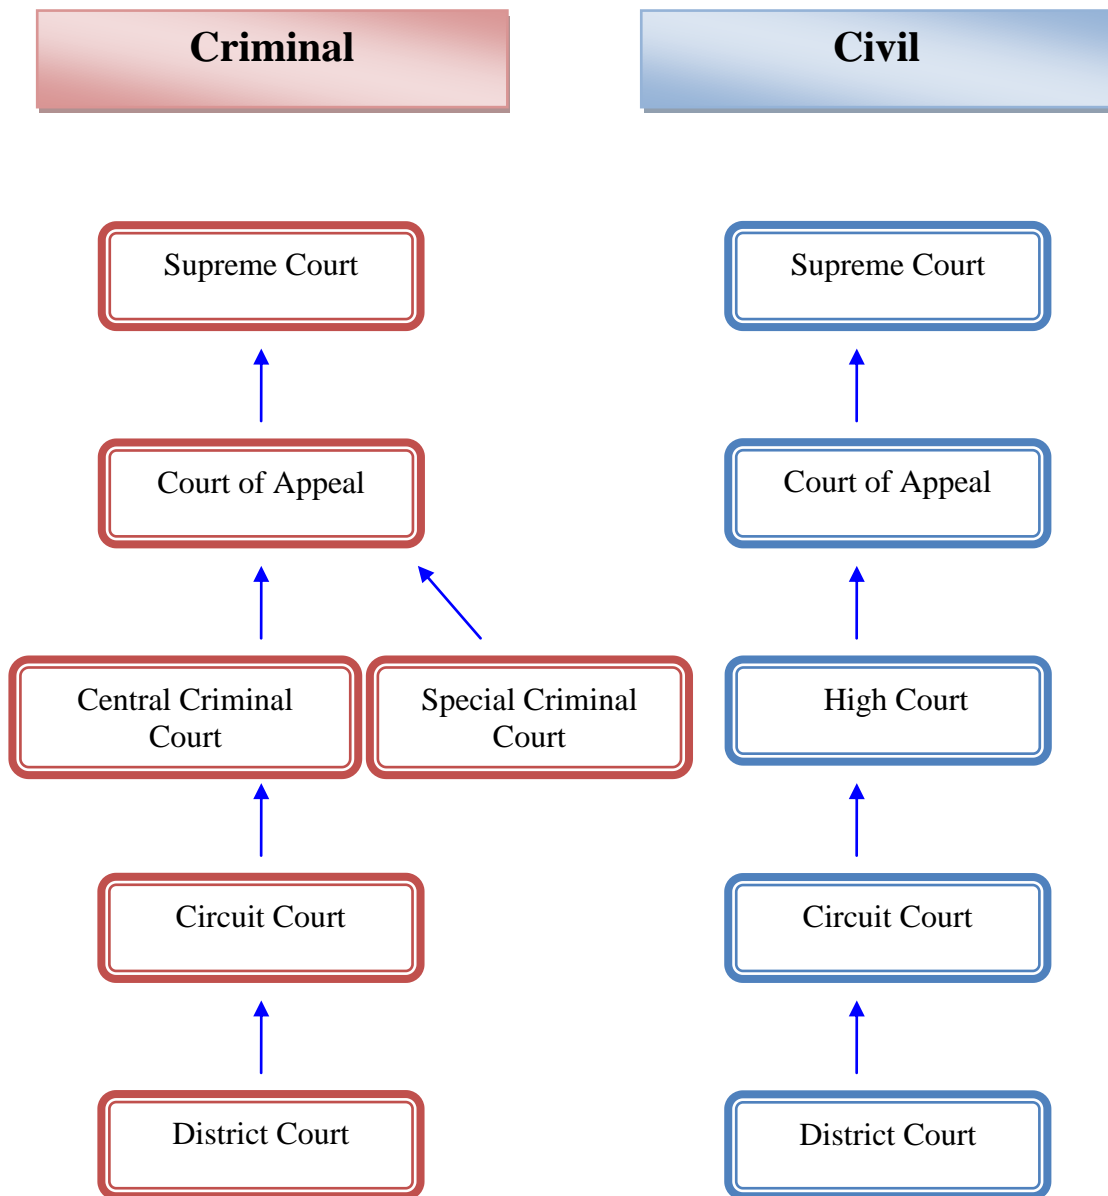 Criminal
Civil
Supreme Court
Supreme Court
Court of Appeal
Court of Appeal
Central Criminal
Court
Special Criminal
Court
High Court
Circuit Court
Circuit Court
District Court
District Court